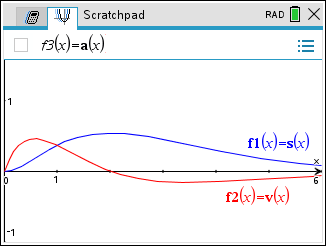 Scratchpad RAD
f3(x)=a(x)
1
f1(x)=s(x)
x
0 1 6
f2(x)=v(x)
-1